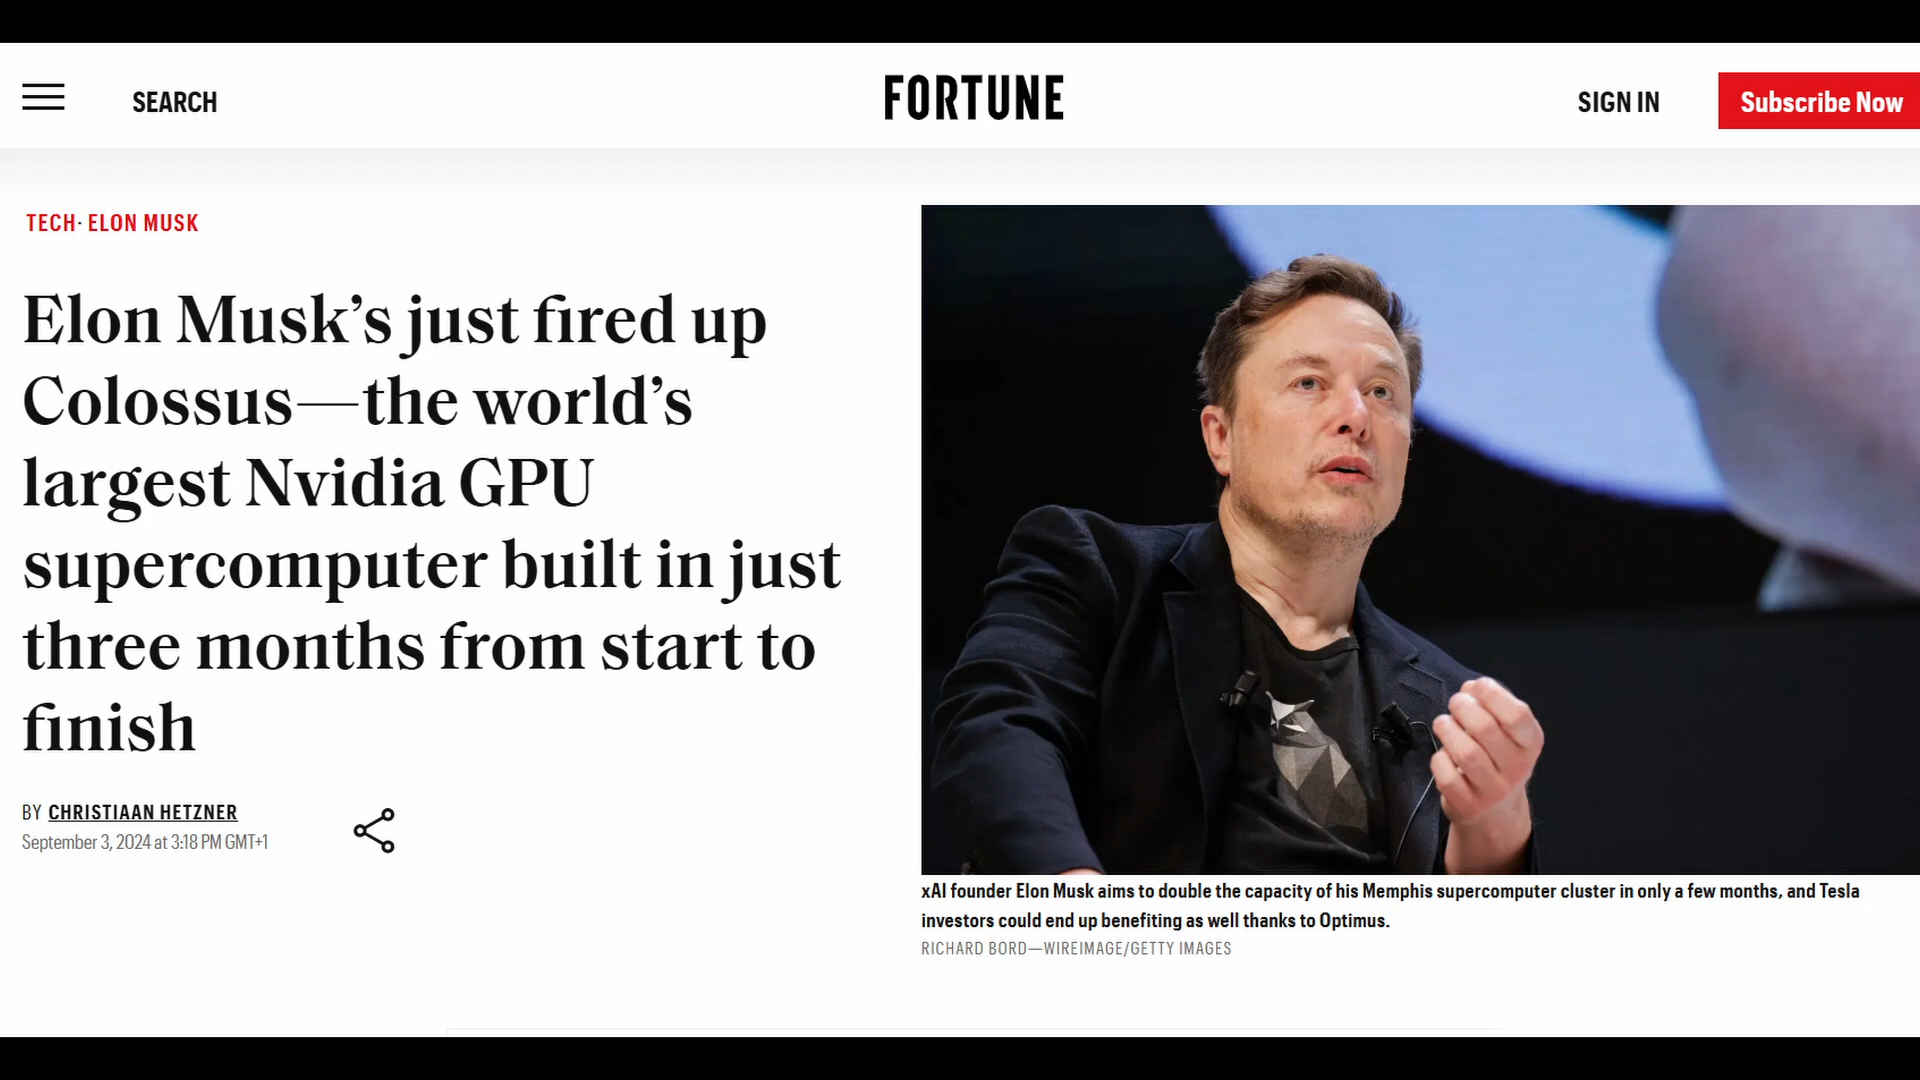 SEARCH
FORTUNE
SIGN IN
Subscribe Now
TECH· ELON MUSK
Elon Musk’s just fired up
Colossus—the world’s
largest Nvidia GPU
supercomputer built in just
three months from start to
finish
BY CHRISTIAAN HETZNER
September 3, 2024 at 3:18 PM GMT+1
xAI founder Elon Musk aims to double the capacity of his Memphis supercomputer cluster in only a few months, and Tesla
investors could end up benefiting as well thanks to Optimus.
RICHARD BORD—WIREIMAGE/GETTY IMAGES